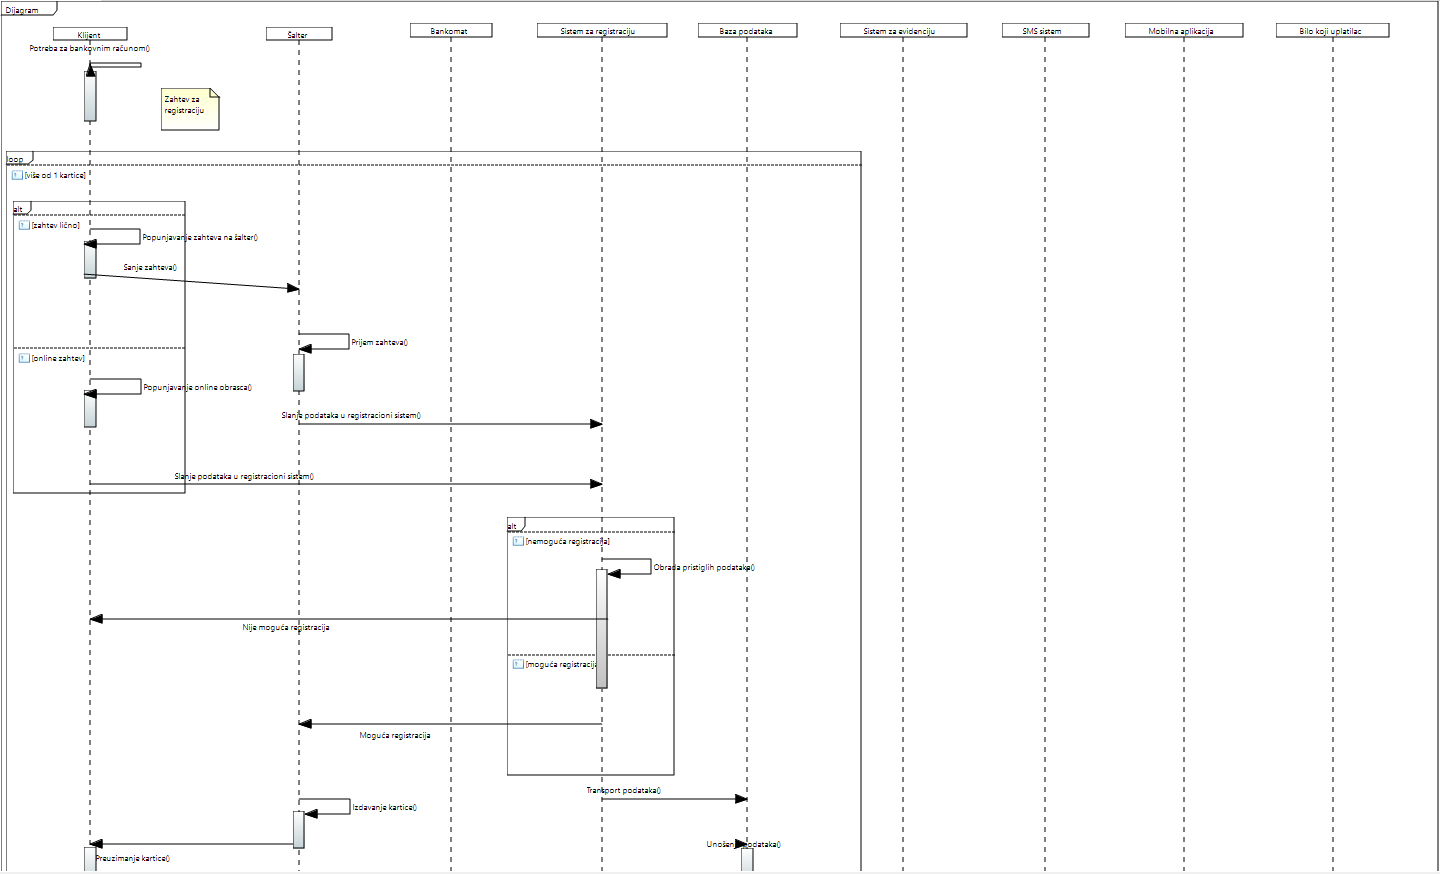 Dijagram
Klijent
Šalter
Bankomat
Sistem za registraciju
Baza podataka
Sistem za evidenciju
SMS sistem
Mobilna aplikacija
Bilo koji uplatilac
Potreba za bankovnim računom()
Zahtev za
registraciju
loop
[više od 1 kartice]
alt
[zahtev lično]
Popunjavanje zahteva na šalter()
Sanje zahteva()
Prijem zahteva()
[online zahtev]
Popunjavanje online obrasca()
Slanje podataka u registracioni sistem()
Slanje podataka u registracioni sistem()
alt
[nemoguća registracija]
Obrada pristiglih podataka()
Nije moguća registracija
[moguća registracija
Moguća registracija
Transport podataka()
Izdavanje kartice()
Unošenje podataka()
Preuzimanje kartice()